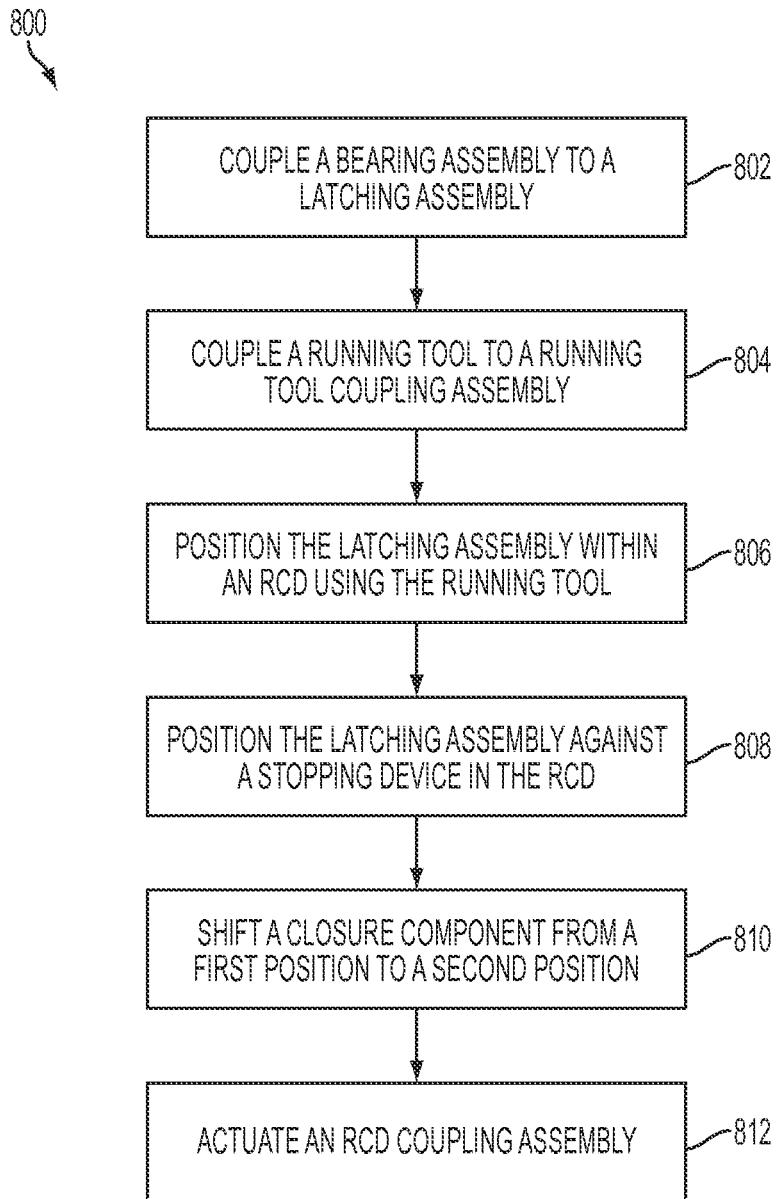 800
COUPLE A BEARING ASSEMBLY TO A
LATCHING ASSEMBLY
802
COUPLE A RUNNING TOOL TO A RUNNING
TOOL COUPLING ASSEMBLY
804
POSITION THE LATCHING ASSEMBLY WITHIN
AN RCD USING THE RUNNING TOOL
806
POSITION THE LATCHING ASSEMBLY AGAINST
A STOPPING DEVICE IN THE RCD
808
SHIFT A CLOSURE COMPONENT FROM A
FIRST POSITION TO A SECOND POSITION
810
ACTUATE AN RCD COUPLING ASSEMBLY
812